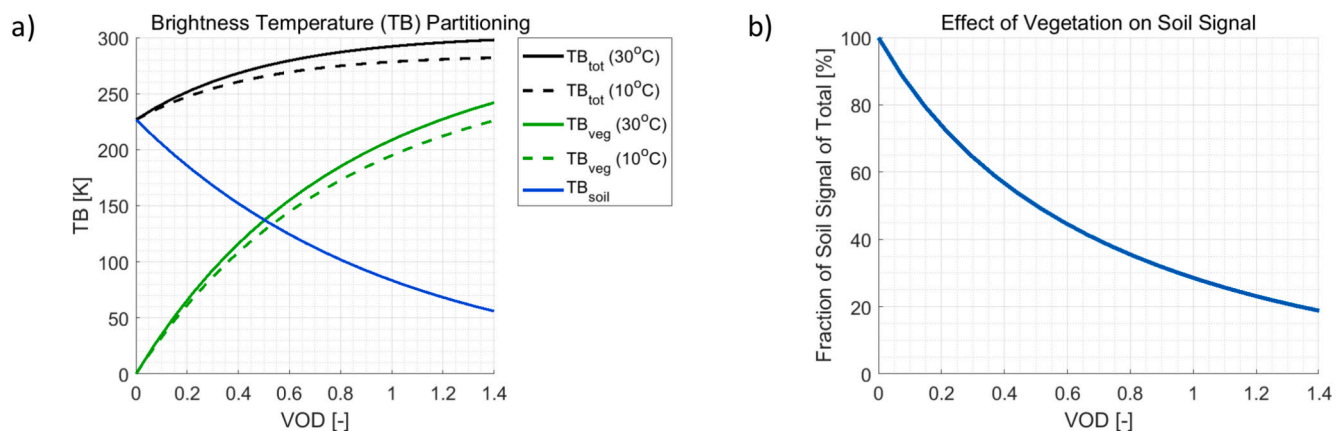 a)
Brightness Temperature (TB) Partitioning
300
250
200
150
100
50
0
TB [K]
0 0.2 0.4 0.6 0.8 1 1.2 1.4
VOD [-]
TBtot (30°C)
TBtot (10°C)
TBveg (30°C)
TBveg (10°C)
TBsoil
b)
Effect of Vegetation on Soil Signal
100
80
60
40
20
0
Fraction of Soil Signal of Total [%]
0 0.2 0.4 0.6 0.8 1 1.2 1.4
VOD [-]